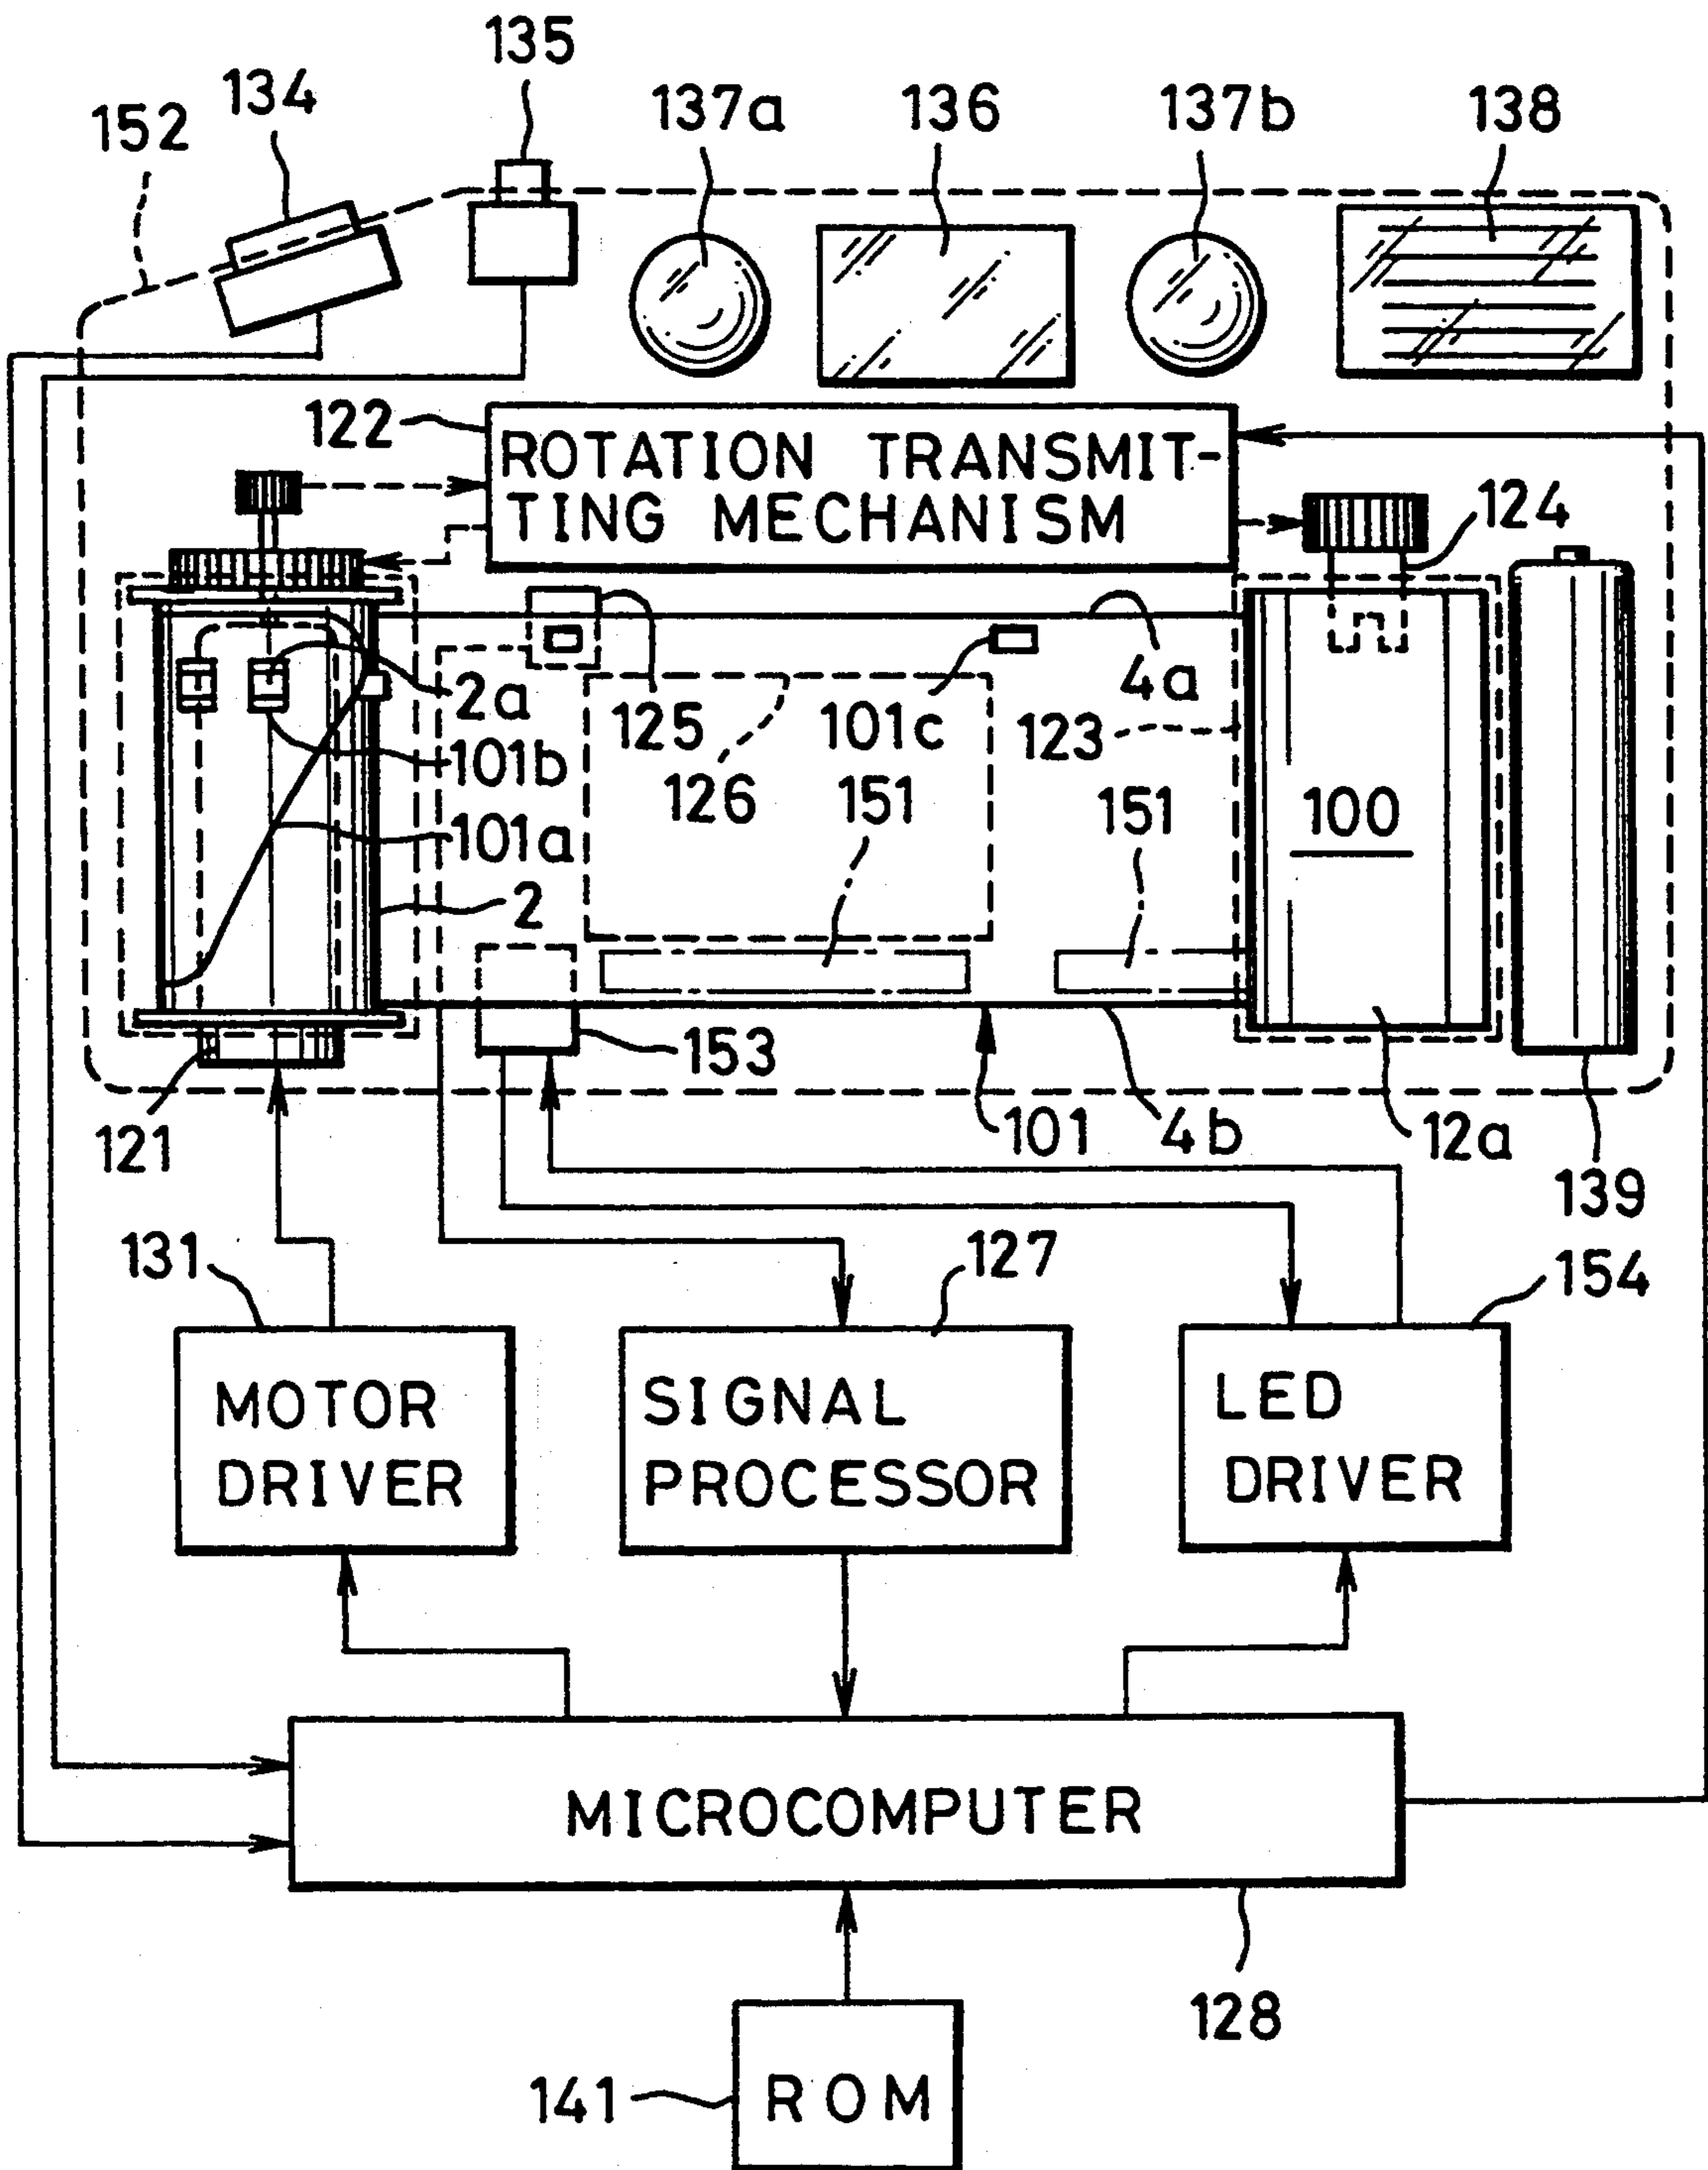 135
134
137a
136
137b
138
152
122
ROTATION TRANSMIT-
TING MECHANISM
124
2a
125
101c
4a
123
101b
126
151
151
100
101a
2
153
121
101
4b
12a
139
131
127
154
MOTOR
DRIVER
SIGNAL
PROCESSOR
LED
DRIVER
MICROCOMPUTER
128
141
ROM